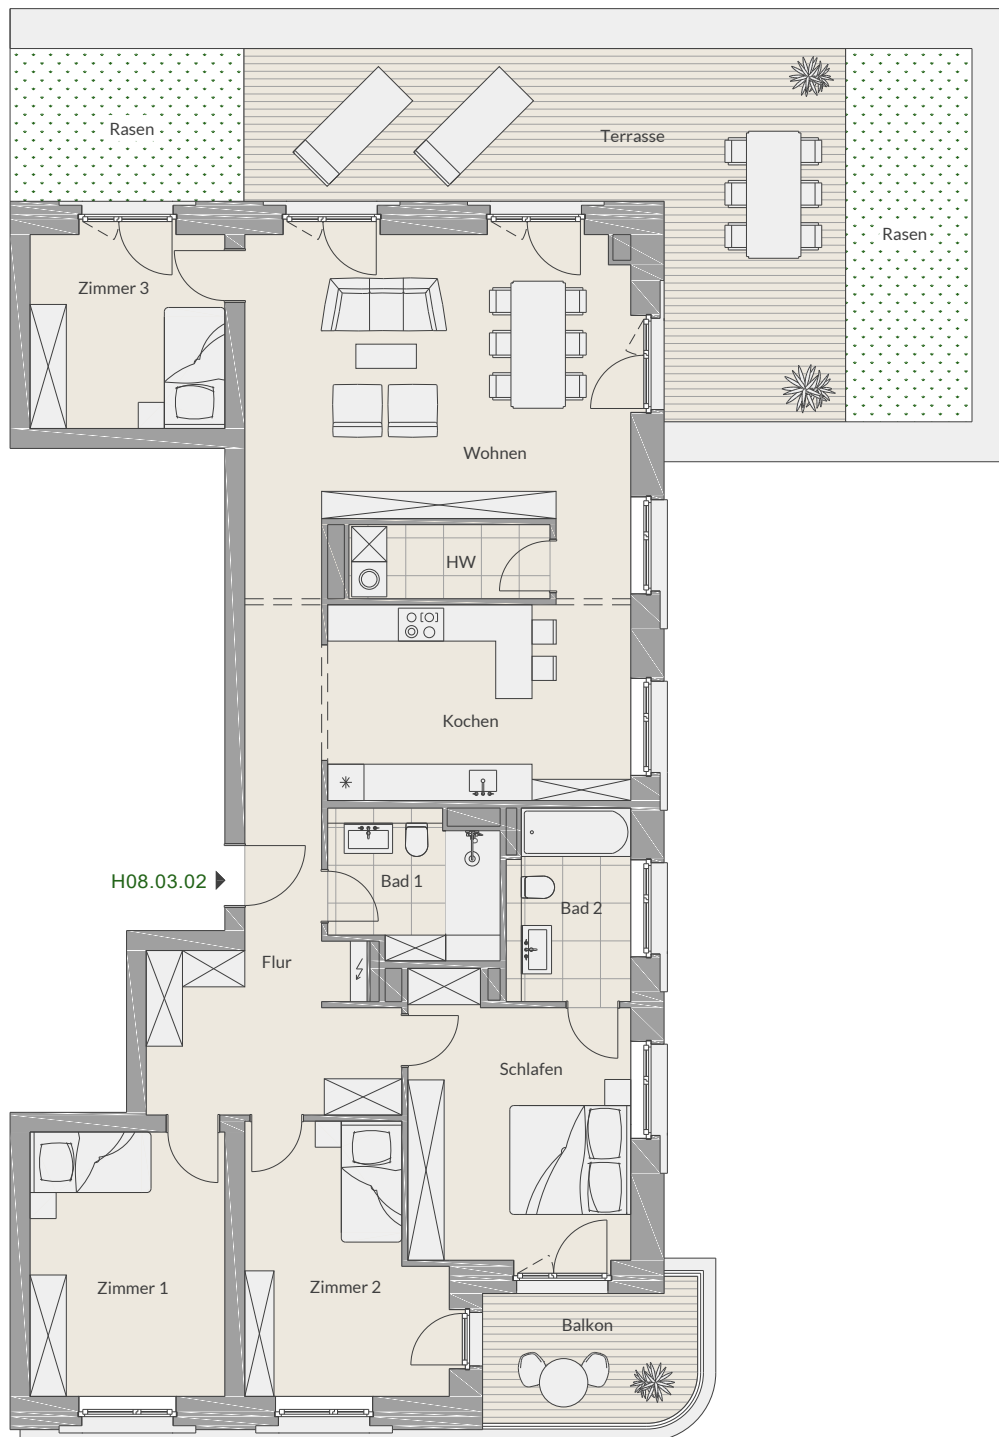 Rasen
Terrasse
Rasen
Zimmer 3
Wohnen
HW
Kochen
H08.03.02
Bad 1
Bad 2
Flur
Schlafen
Zimmer 1
Zimmer 2
Balkon